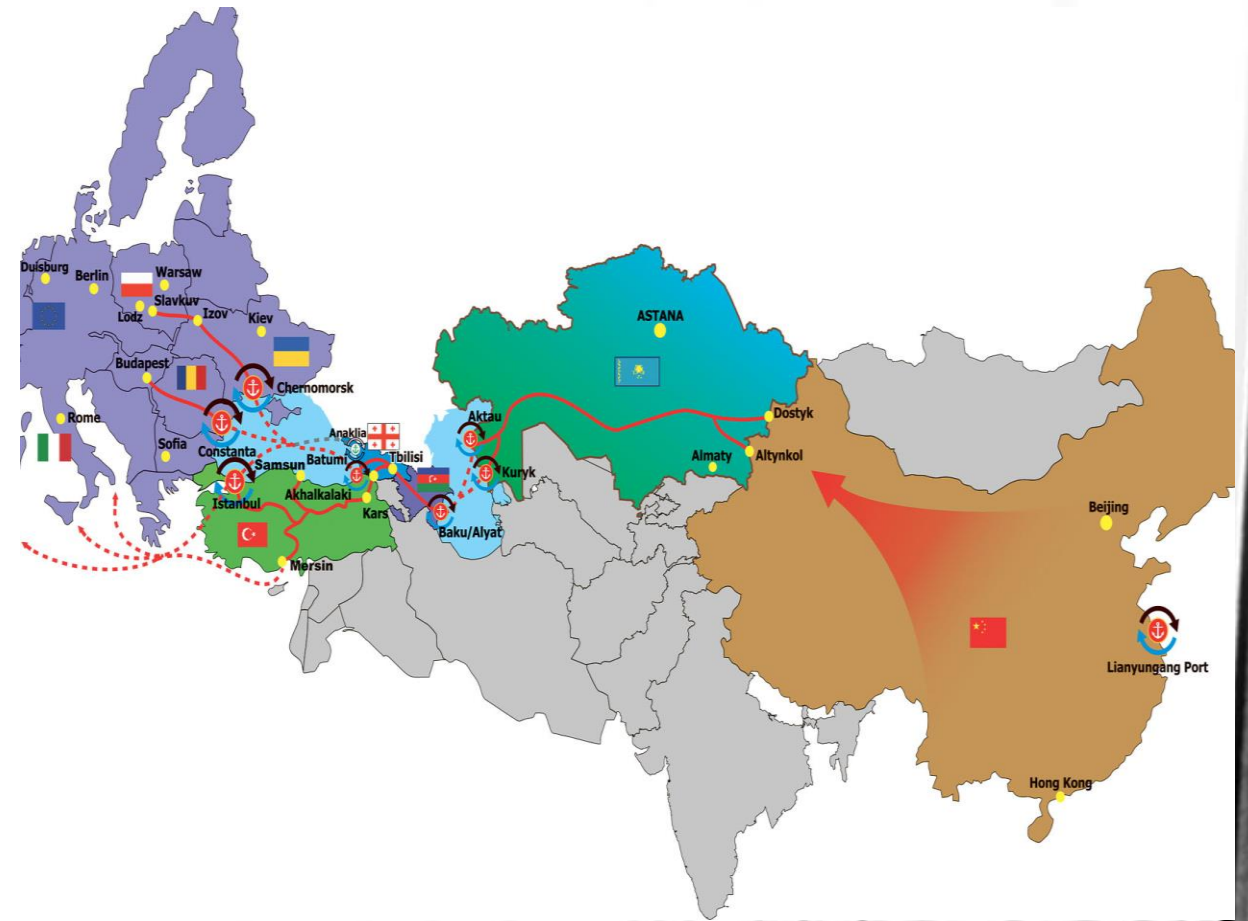 Duisburg
Berlin
Warsaw
Slavkuv
Lodz
Izov
Kiev
ASTANA
Budapest
Chernomorsk
Rome
Sofia
Constanta
Anaklia
Aktau
Dostyk
Samsun
Batumi
Tbilisi
Almaty
Altynkol
Kuryk
Istanbul
Akhalkalaki
Kars
Baku/Alyat
Beijing
Mersin
Lianyungang Port
Hong Kong